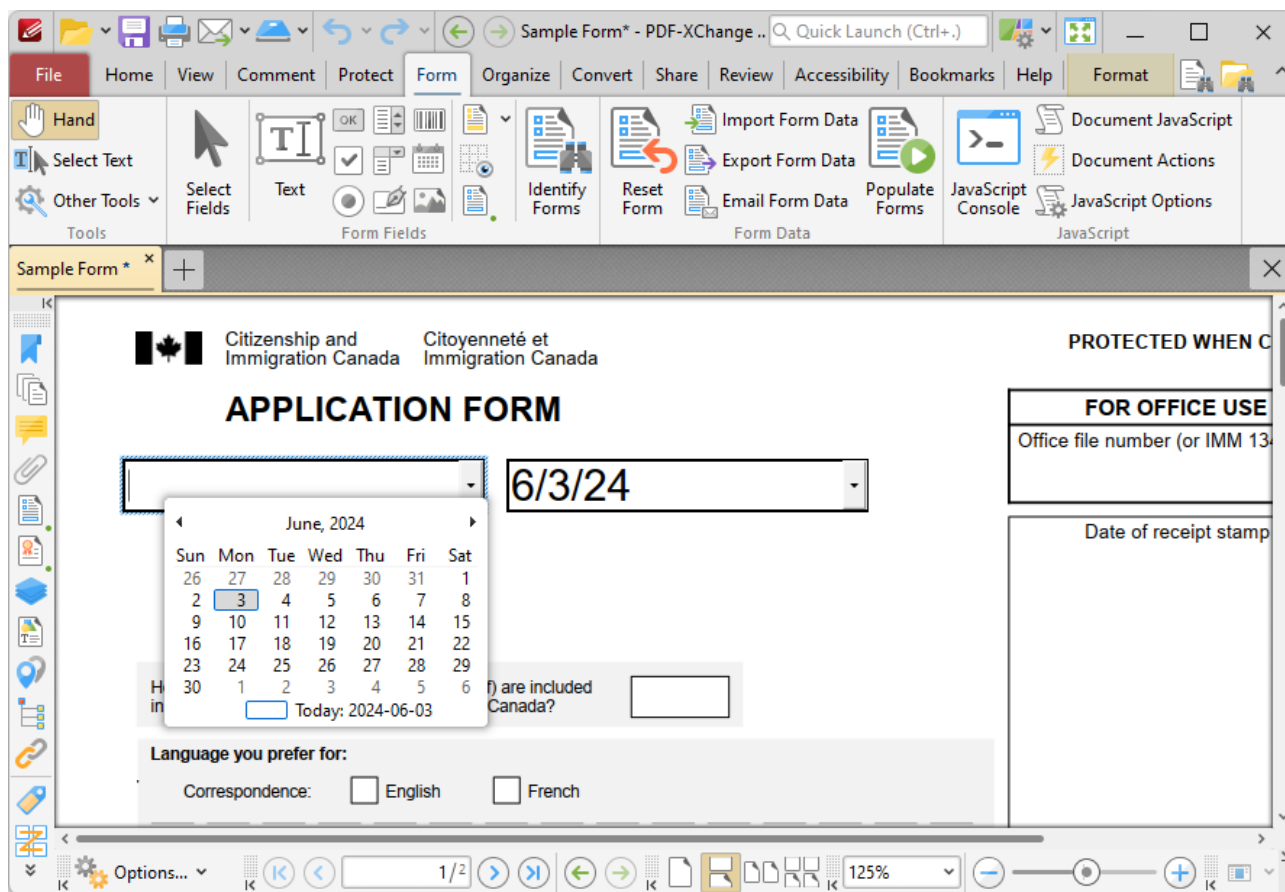 Sample Form* - PDF-XChange ..
Quick Launch (Ctrl+.)
File Home View Comment Protect Form Organize Convert Share Review Accessibility Bookmarks Help Format
Hand
Select Text
Other Tools
Tools
Select Fields
Text
OK
Form Fields
Identify Forms
Reset Form
Import Form Data
Export Form Data
Email Form Data
Populate Forms
Form Data
JavaScript Console
Document JavaScript
Document Actions
JavaScript Options
JavaScript
Sample Form *
Citizenship and Immigration Canada
Citoyenneté et Immigration Canada
PROTECTED WHEN C
APPLICATION FORM
FOR OFFICE USE
Office file number (or IMM 134
6/3/24
Date of receipt stamp
June, 2024
Sun Mon Tue Wed Thu Fri Sat
26 27 28 29 30 31 1
2 3 4 5 6 7 8
9 10 11 12 13 14 15
16 17 18 19 20 21 22
23 24 25 26 27 28 29
30 1 2 3 4 5 6
Today: 2024-06-03
f) are included
in Canada?
Language you prefer for:
Correspondence: English French
Options...
1/2
125%